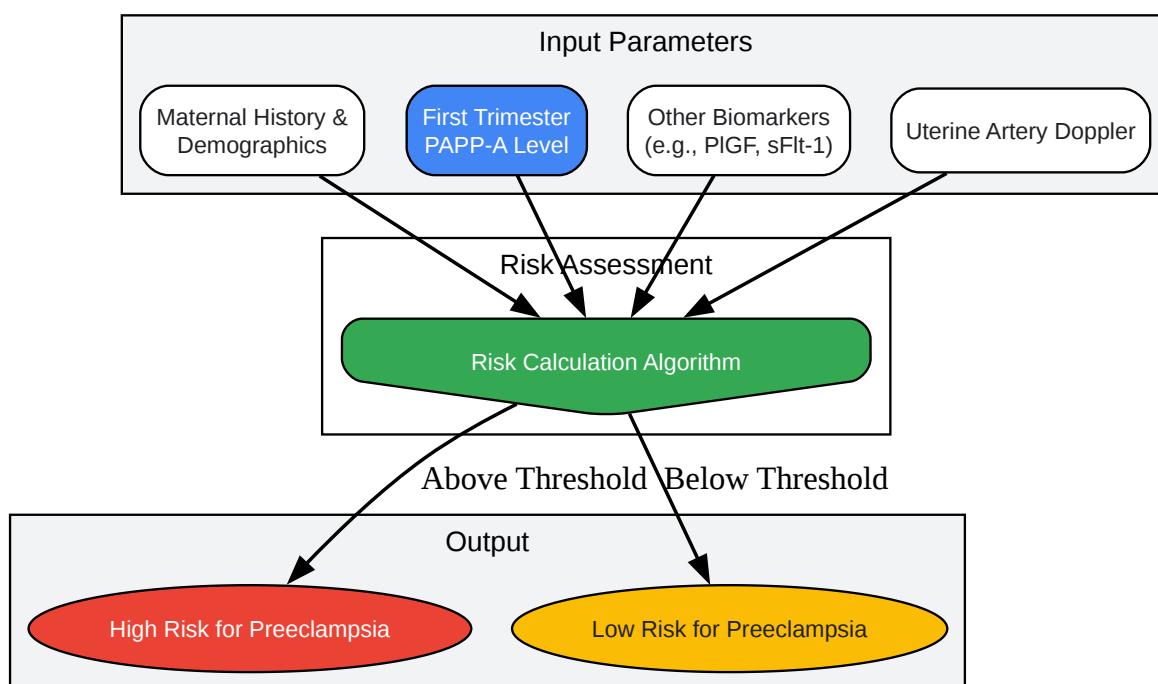 Input Parameters
Maternal History &
Demographics
First Trimester
PAPP-A Level
Other Biomarkers
(e.g., PlGF, sFlt-1)
Uterine Artery Doppler
Risk Assessment
Risk Calculation Algorithm
Above Threshold
Below Threshold
Output
High Risk for Preeclampsia
Low Risk for Preeclampsia